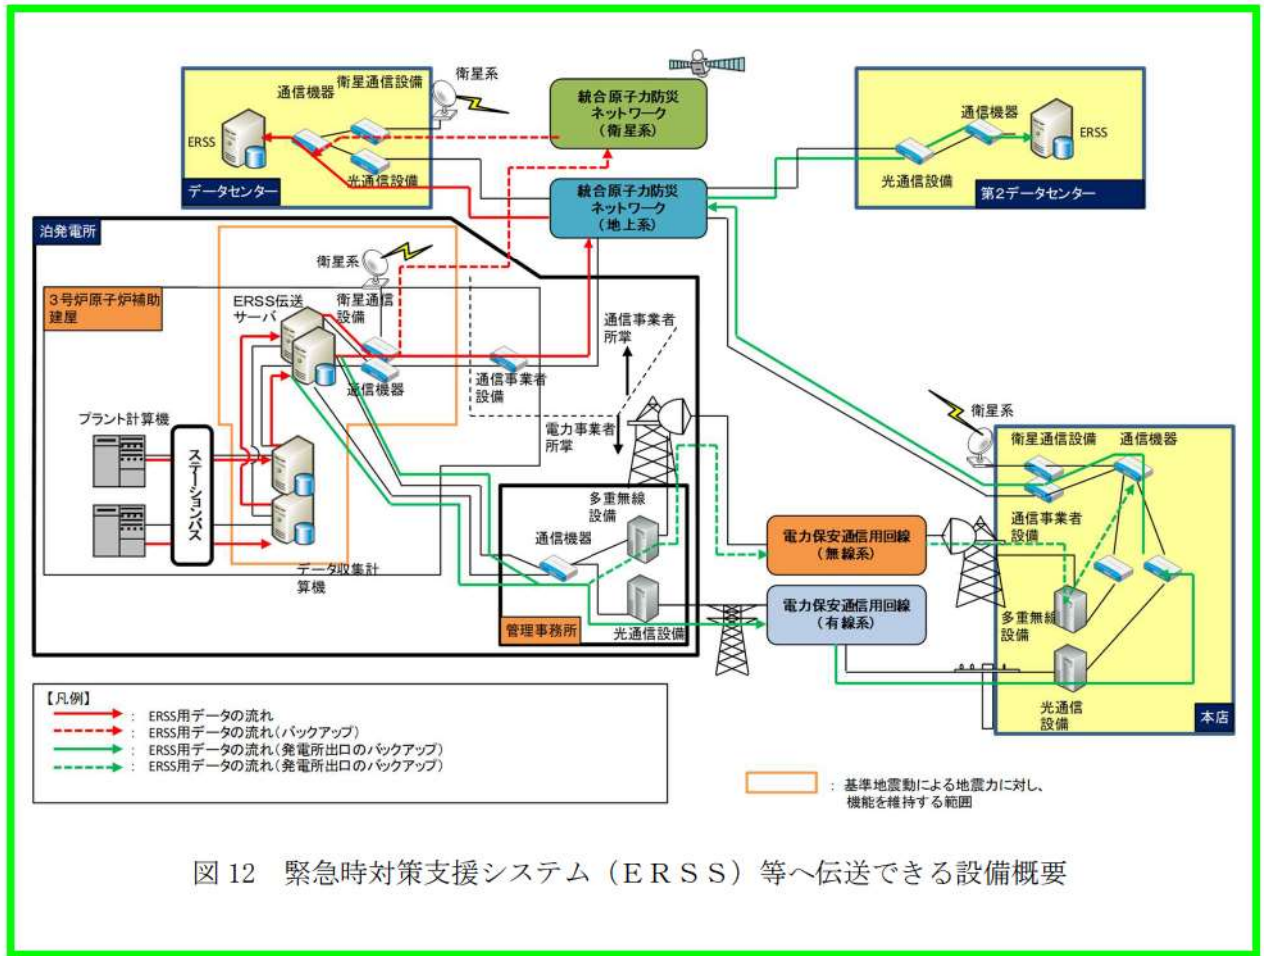 衛星系
通信機器
衛星通信設備
ERSS
光通信設備
データセンター
統合原子力防災
ネットワーク
(衛星系)
統合原子力防災
ネットワーク
(地上系)
通信機器
ERSS
光通信設備
第2データセンター
泊発電所
3号炉原子炉補助
建屋
衛星系
ERSS伝送
サーバ
衛星通信
設備
通信機器
通信事業者
設備
通信事業者
所掌
電力事業者
所掌
プラント計算機
ステーションバス
データ収集計
算機
多重無線
設備
通信機器
光通信設備
管理事務所
電力保安通信用回線
(無線系)
電力保安通信用回線
(有線系)
衛星系
衛星通信設備
通信機器
通信事業者
設備
多重無線
設備
光通信
設備
本店
【凡例】
: ERSS用データの流れ
: ERSS用データの流れ(バックアップ)
: ERSS用データの流れ(発電所出口のバックアップ)
: ERSS用データの流れ(発電所出口のバックアップ)
: 基準地震動による地震力に対し、
機能を維持する範囲
図 12 緊急時対策支援システム(ERSS)等へ伝送できる設備概要